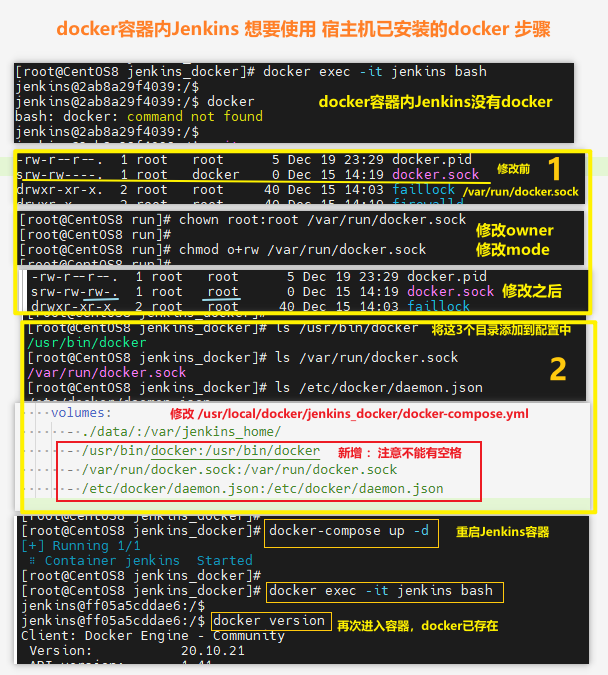 docker容器内Jenkins 想要使用 宿主机已安装的docker 步骤
[root@CentOS8 jenkins_docker]# docker exec -it jenkins bash
jenkins@2ab8a29f4039:/$
jenkins@2ab8a29f4039:/$ docker
docker容器内Jenkins没有docker
bash: docker: command not found
jenkins@2ab8a29f4039:/$
-rw-r--r--. 1 root root 5 Dec 19 23:29 docker.pid
修改前 1
srw-rw----. 1 root docker 0 Dec 15 14:19 docker.sock
drwxr-xr-x. 2 root root 40 Dec 15 14:03 faillock
/var/run/docker.sock
[root@CentOS8 run]# chown root:root /var/run/docker.sock
[root@CentOS8 run]#
修改owner
[root@CentOS8 run]# chmod o+rw /var/run/docker.sock
修改mode
[root@CentOS8 run]#
-rw-r--r--. 1 root root 5 Dec 19 23:29 docker.pid
srw-rw-rw-. 1 root root 0 Dec 15 14:19 docker.sock
修改之后
drwxr-xr-x. 2 root root 40 Dec 15 14:03 faillock
[root@CentOS8 jenkins_docker]# ls /usr/bin/docker
将这3个目录添加到配置中
/usr/bin/docker
[root@CentOS8 jenkins_docker]# ls /var/run/docker.sock
2
/var/run/docker.sock
[root@CentOS8 jenkins_docker]# ls /etc/docker/daemon.json
volumes:
修改 /usr/local/docker/jenkins_docker/docker-compose.yml
- ./data/:/var/jenkins_home/
- /usr/bin/docker:/usr/bin/docker
新增： 注意不能有空格
- /var/run/docker.sock:/var/run/docker.sock
- /etc/docker/daemon.json:/etc/docker/daemon.json
[root@CentOS8 jenkins_docker]#
[root@CentOS8 jenkins_docker]# docker-compose up -d
重启Jenkins容器
[+] Running 1/1
⠿ Container jenkins Started
[root@CentOS8 jenkins_docker]#
[root@CentOS8 jenkins_docker]# docker exec -it jenkins bash
jenkins@ff05a5cddae6:/$
jenkins@ff05a5cddae6:/$ docker version
再次进入容器，docker已存在
Client: Docker Engine - Community
Version: 20.10.21
API version: 1.41